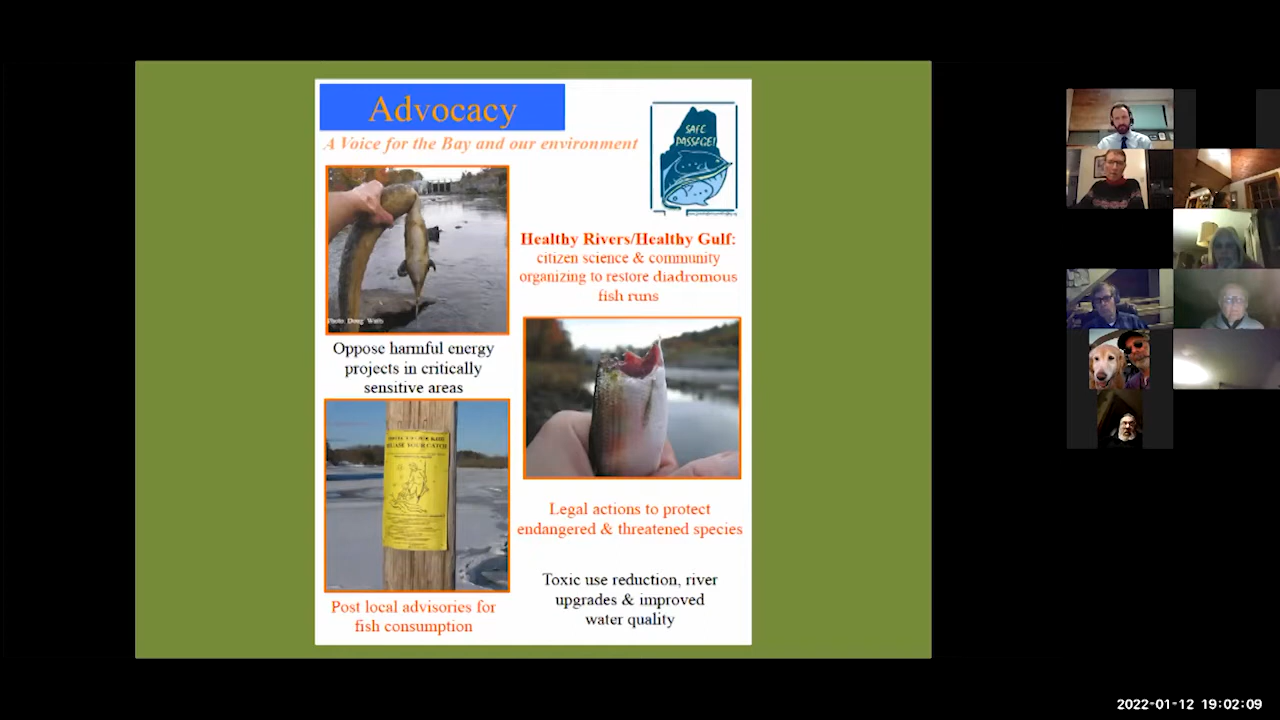 Advocacy
A Voice for the Bay and our environment
SAFE
PASSAGE!
Healthy Rivers/Healthy Gulf:
citizen science & community
organizing to restore diadromous
fish runs
Photo: Doug Watts
Oppose harmful energy
projects in critically
sensitive areas
Legal actions to protect
endangered & threatened species
Toxic use reduction, river
upgrades & improved
water quality
Post local advisories for
fish consumption
2022-01-12 19:02:09